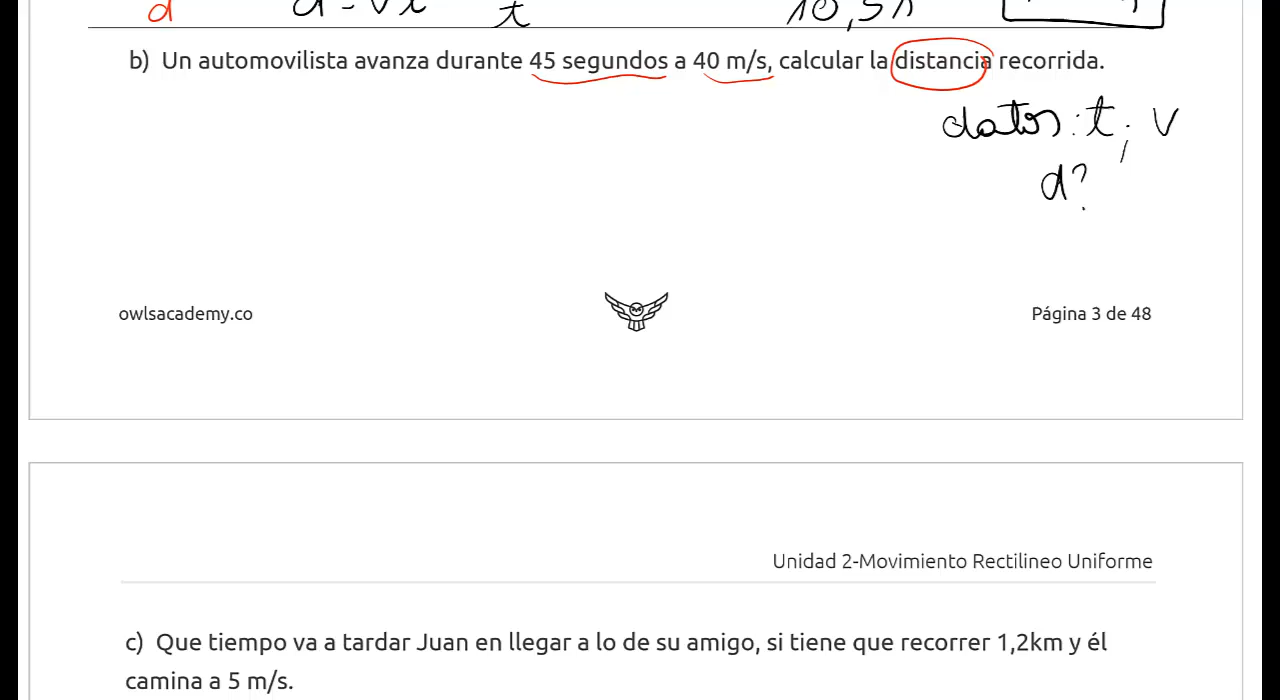 d d = v t t 10,5h
b) Un automovilista avanza durante 45 segundos a 40 m/s, calcular la distancia recorrida.
datos : t ; v
d?
owlsacademy.co Página 3 de 48
Unidad 2-Movimiento Rectilineo Uniforme
c) Que tiempo va a tardar Juan en llegar a lo de su amigo, si tiene que recorrer 1,2km y él
camina a 5 m/s.